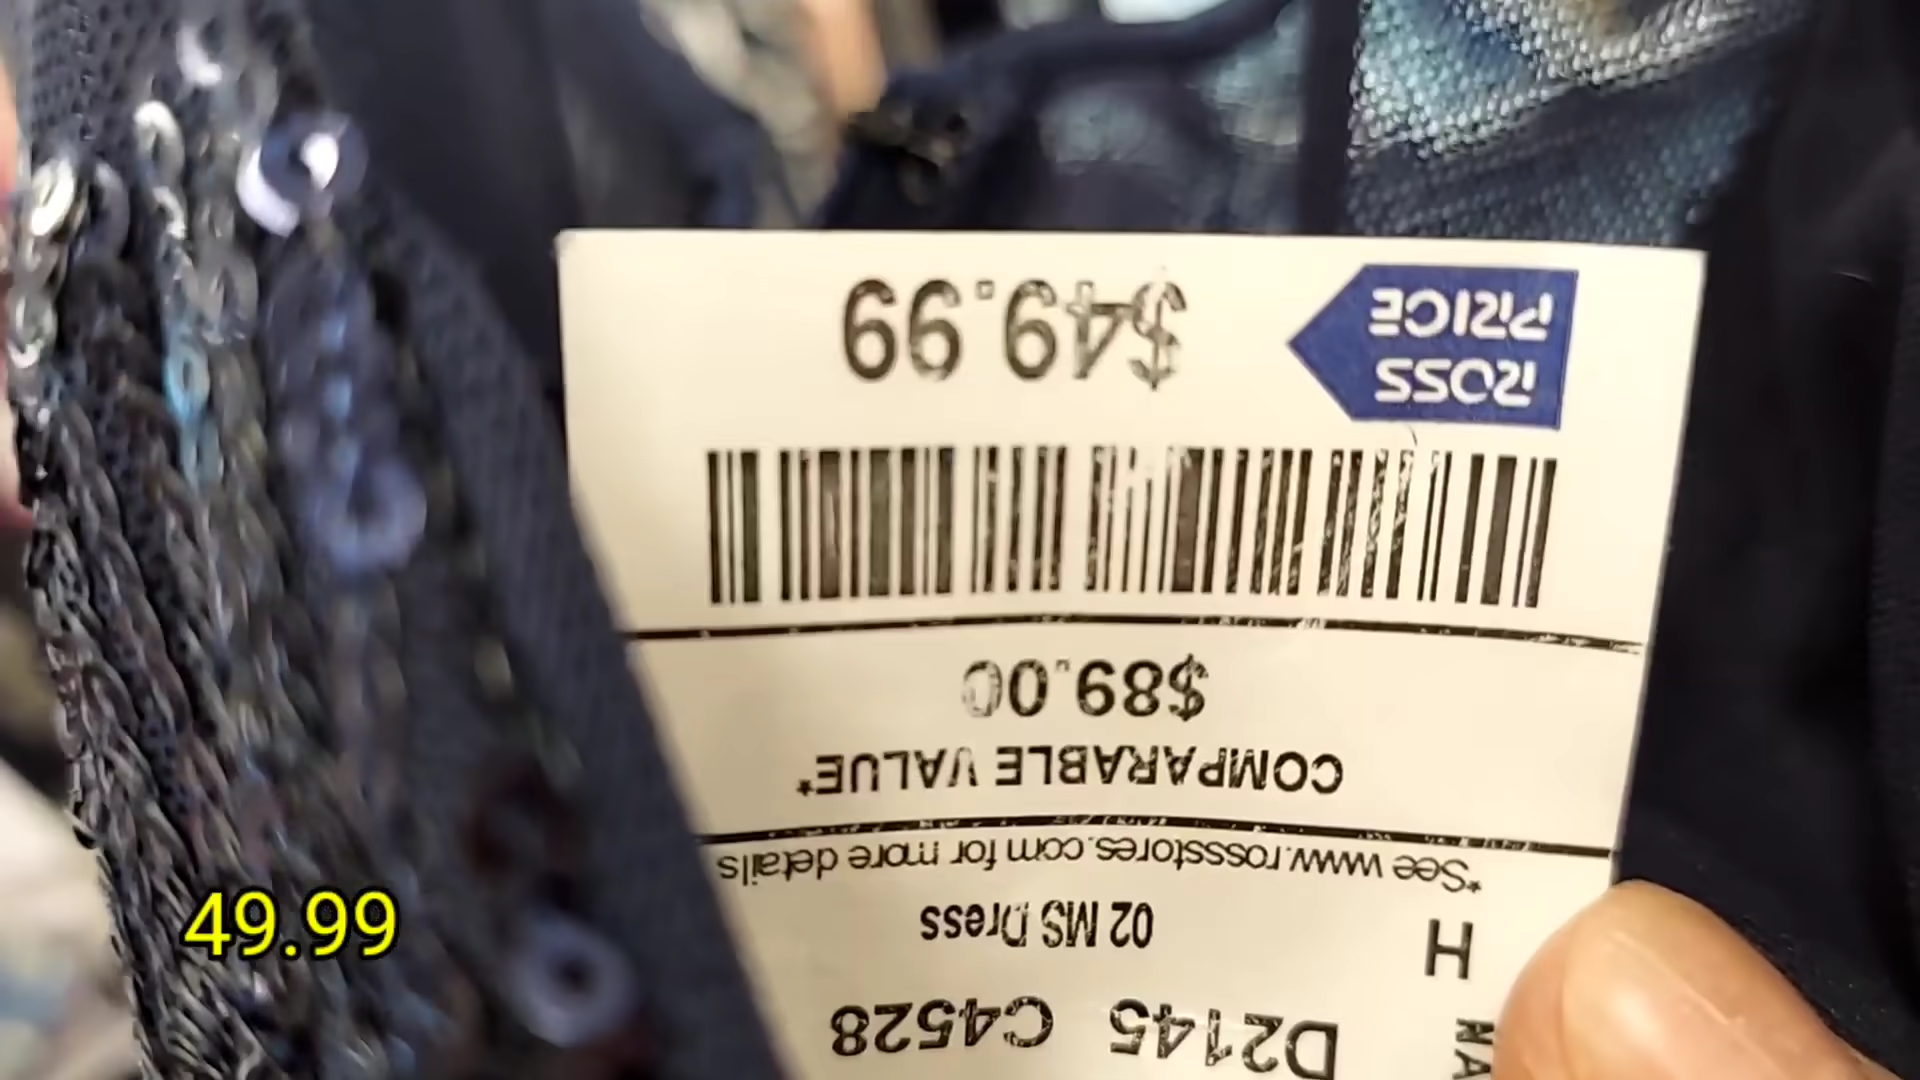 D2145 C4528
H
02 MS Dress
*See www.rossstores.com for more details
COMPARABLE VALUE*
$89.00
ROSS
PRICE
$49.99
49.99